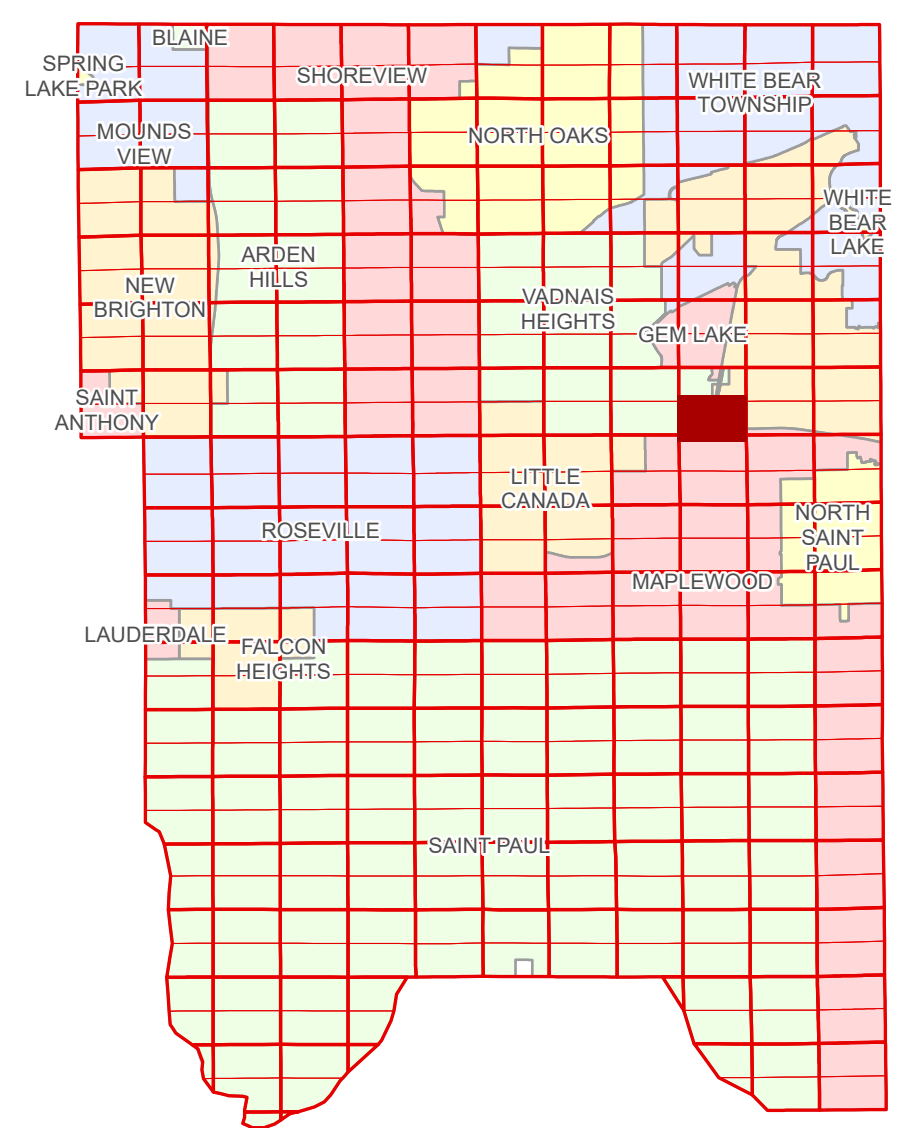 BLAINE
SPRING
LAKE PARK
SHOREVIEW
WHITE BEAR
TOWNSHIP
MOUNDS
VIEW
NORTH OAKS
WHITE
BEAR
LAKE
ARDEN
HILLS
NEW
BRIGHTON
VADNAIS
HEIGHTS
GEM LAKE
SAINT
ANTHONY
LITTLE
CANADA
NORTH
SAINT
PAUL
ROSEVILLE
MAPLEWOOD
LAUDERDALE
FALCON
HEIGHTS
SAINT PAUL